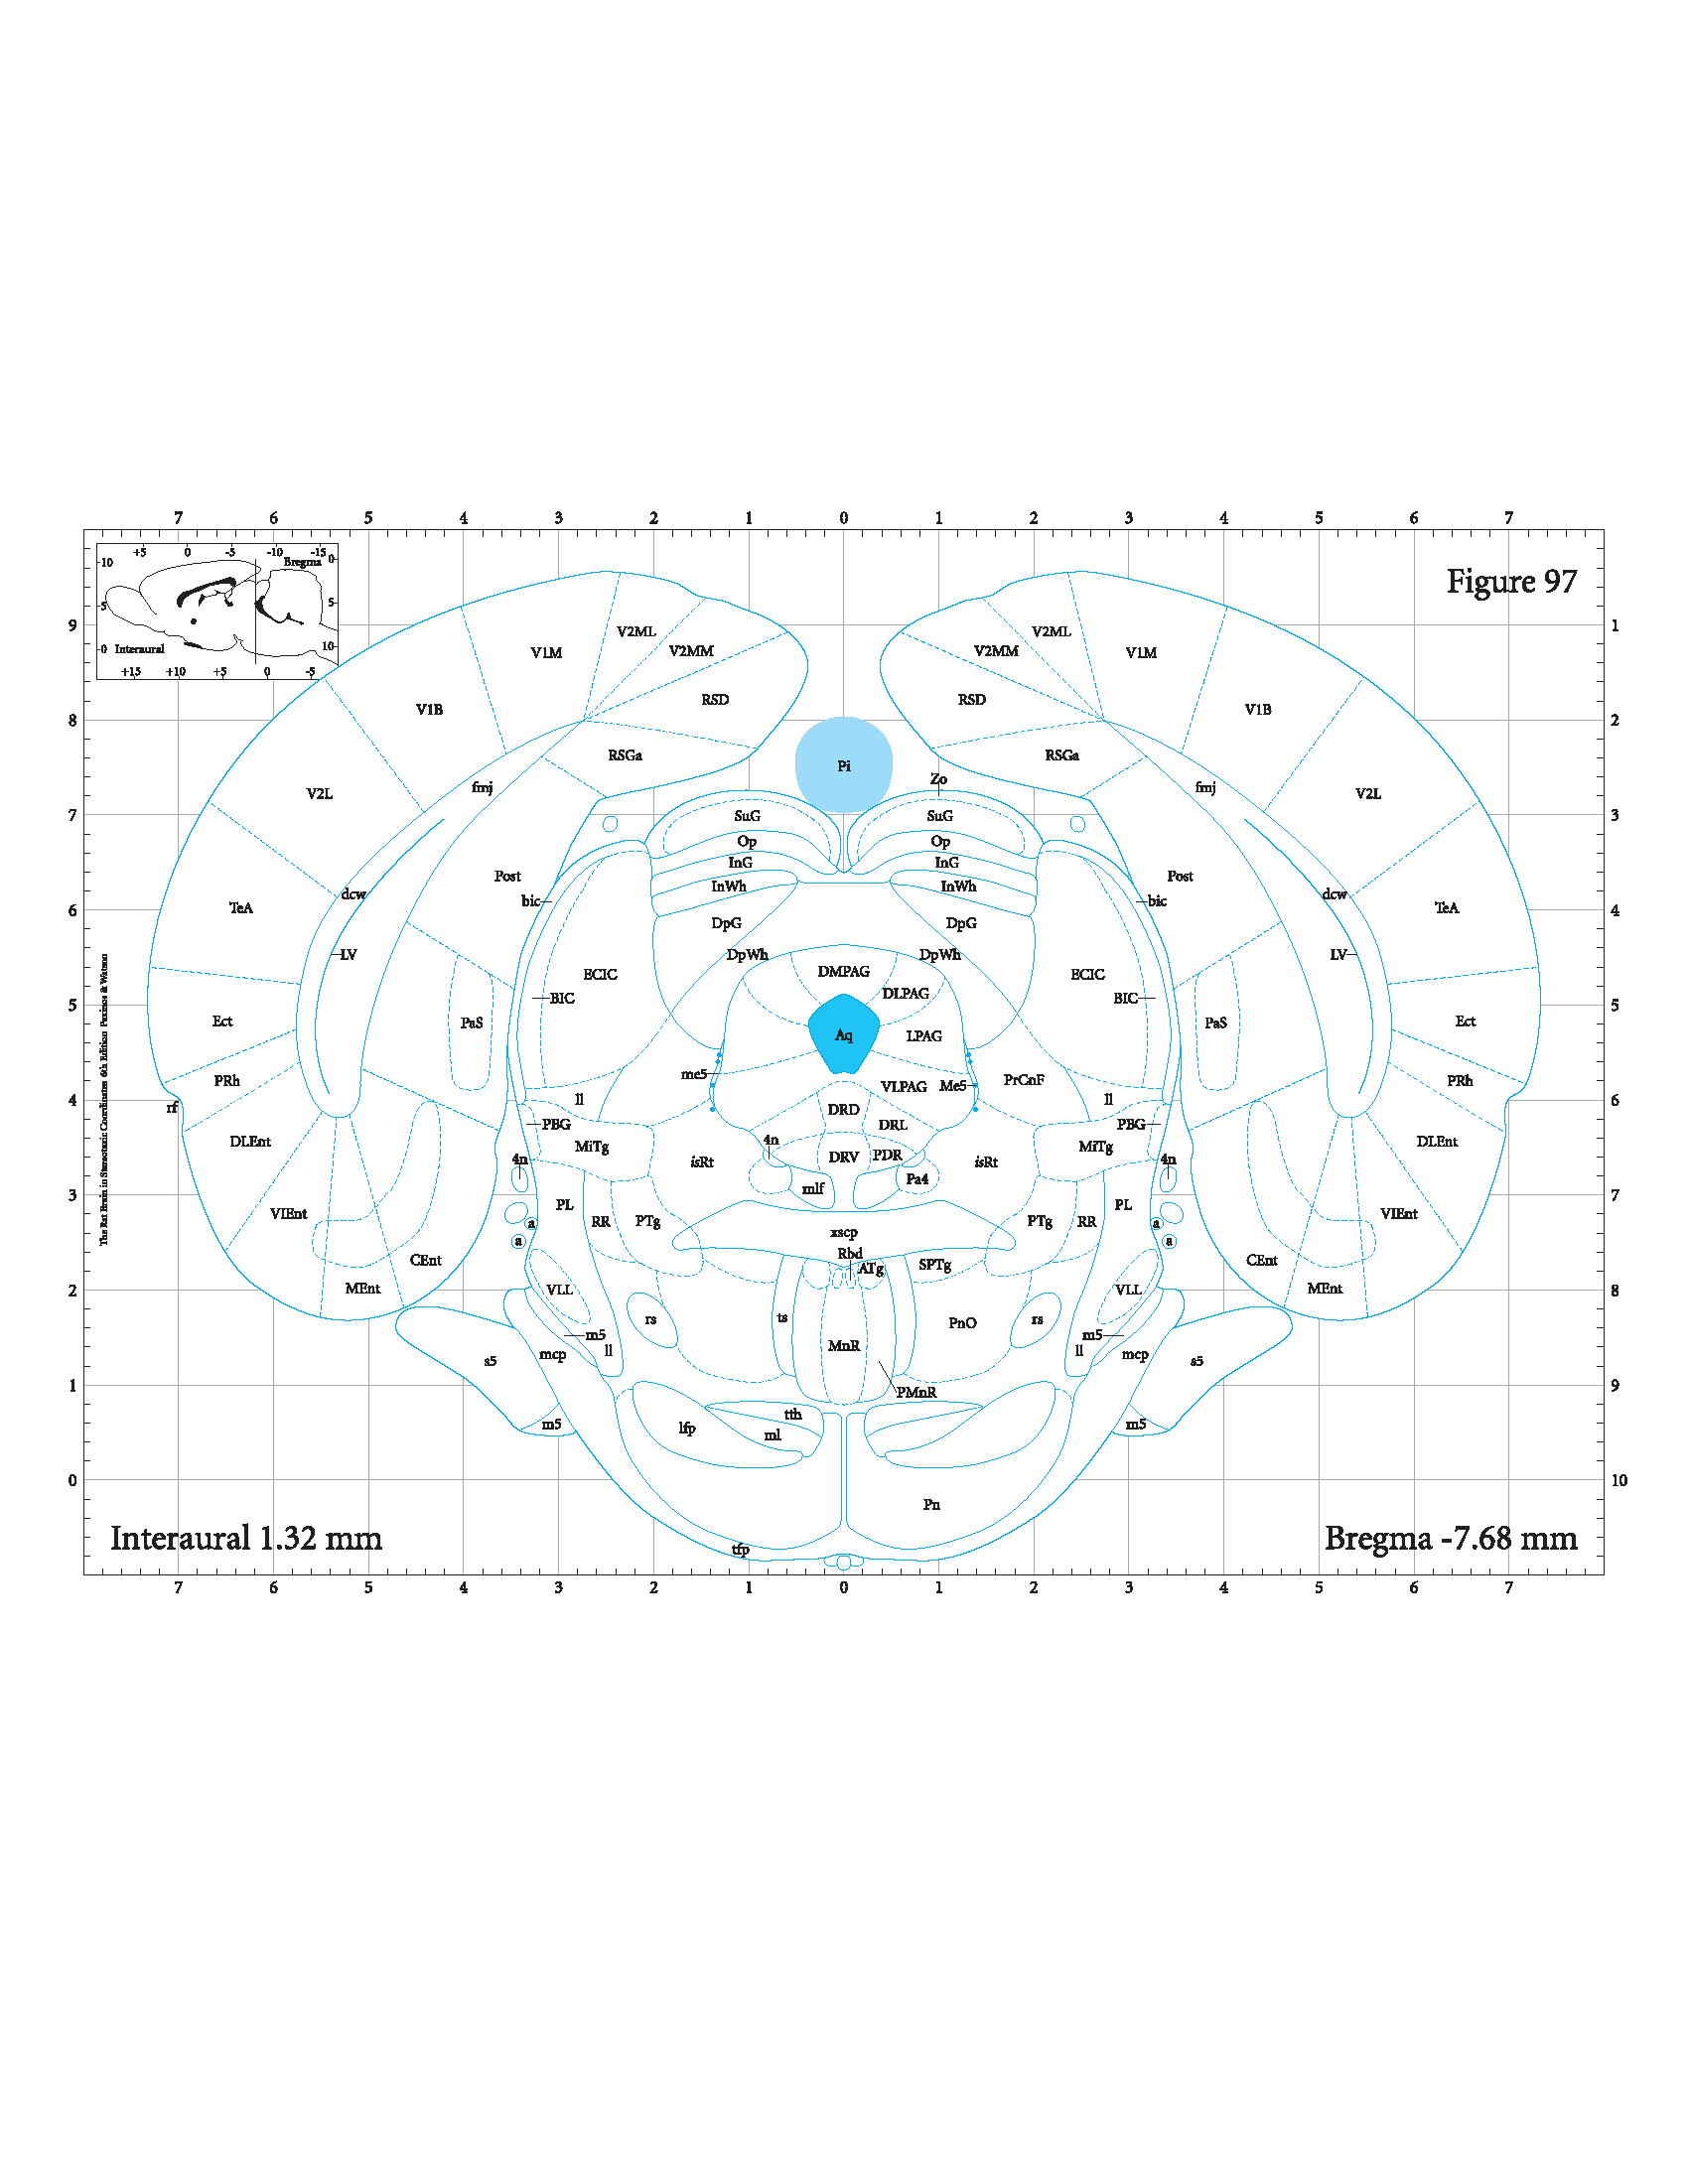 7 6 5 4 3 2 1 0 1 2 3 4 5 6 7
+5 0 -5 -10 -15
Bregma
10 0
5 5
0 Interaural 10
+15 +10 +5 0 -5
Figure 97
9 1
V2ML V2ML
V1M V2MM V2MM V1M
RSD RSD
V1B V1B
8 2
RSGa RSGa
Pi
Zo
fmj fmj
V2L V2L
7 3
SuG SuG
Op Op
InG InG
Post InWh InWh Post
dcw dcw
bic bic
TeA TeA
6 4
DpG DpG
LV DpWh DpWh LV
ECIC DMPAG ECIC
DLPAG
BIC BIC
5 5
Ect PaS PaS Ect
Aq LPAG
me5 PrCnF
PRh VLPAG Me5 PRh
ll ll
4 6
rf DRD
PBG DRL PBG
DLEnt 4n DLEnt
MiTg MiTg
4n isRt DRV PDR isRt 4n
Pa4
mlf
3 7
PL PL
VIEnt VIEnt
RR PTg PTg RR
a a
xscp
a a
Rbd
CEnt ATg SPTg CEnt
MEnt VLL VLL MEnt
2 8
rs ts PnO rs
m5 MnR m5
mcp ll ll mcp
s5 s5
1 9
PMnR
tth
m5 lfp ml m5
0 10
Pn
Interaural 1.32 mm
Bregma -7.68 mm
tfp
7 6 5 4 3 2 1 0 1 2 3 4 5 6 7
The Rat Brain in Stereotaxic Coordinates 6th Edition Paxinos & Watson